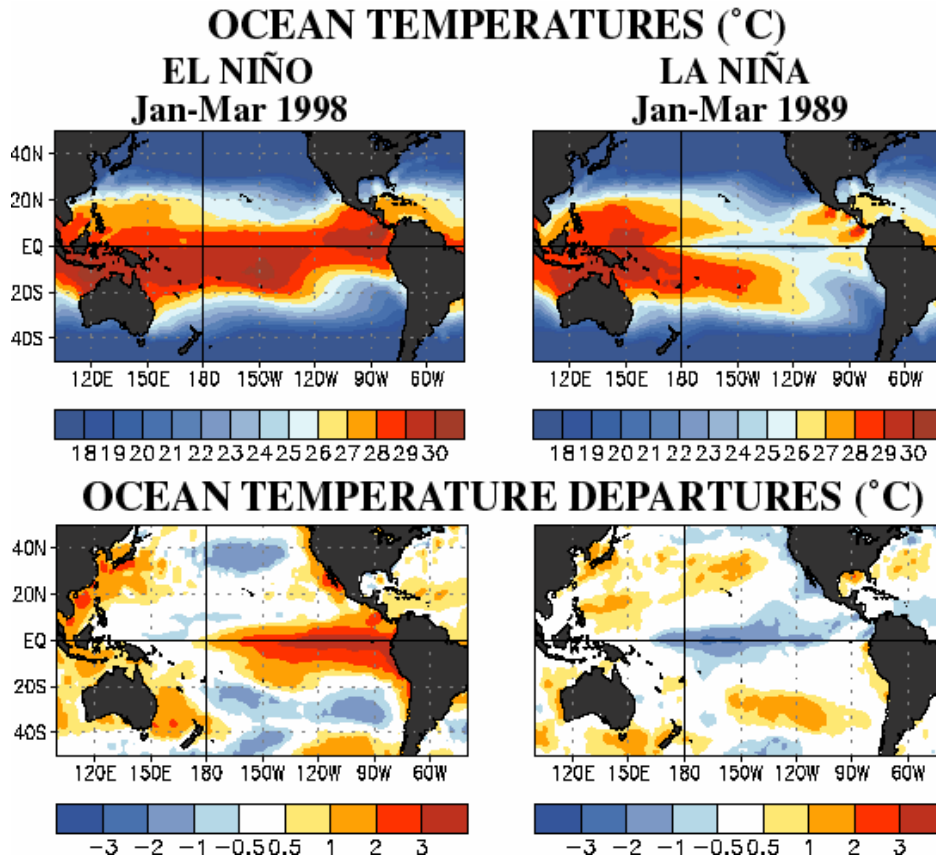 OCEAN TEMPERATURES (˚C)
EL NIÑO
Jan-Mar 1998
LA NIÑA
Jan-Mar 1989
40N
20N
EQ
20S
40S
120E 150E 180 150W 120W 90W 60W
120E 150E 180 150W 120W 90W 60W
18 19 20 21 22 23 24 25 26 27 28 29 30
18 19 20 21 22 23 24 25 26 27 28 29 30
OCEAN TEMPERATURE DEPARTURES (˚C)
40N
20N
EQ
20S
40S
120E 150E 180 150W 120W 90W 60W
120E 150E 180 150W 120W 90W 60W
-3 -2 -1 -0.5 0.5 1 2 3
-3 -2 -1 -0.5 0.5 1 2 3